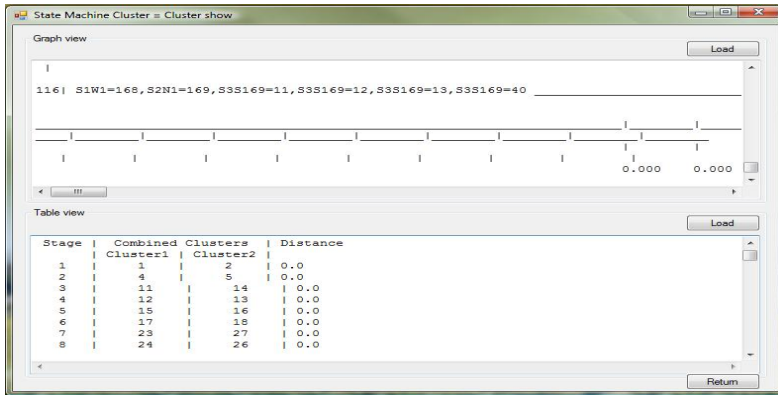 State Machine Cluster = Cluster show
Graph view
Load
116| S1W1=168,S2N1=169,S3S169=11,S3S169=12,S3S169=13,S3S169=40
0.000 0.000
Table view
Load
Stage | Combined Clusters | Distance
| Cluster1 | Cluster2 |
1 | 1 | 2 | 0.0
2 | 4 | 5 | 0.0
3 | 11 | 14 | 0.0
4 | 12 | 13 | 0.0
5 | 15 | 16 | 0.0
6 | 17 | 18 | 0.0
7 | 23 | 27 | 0.0
8 | 24 | 26 | 0.0
Return